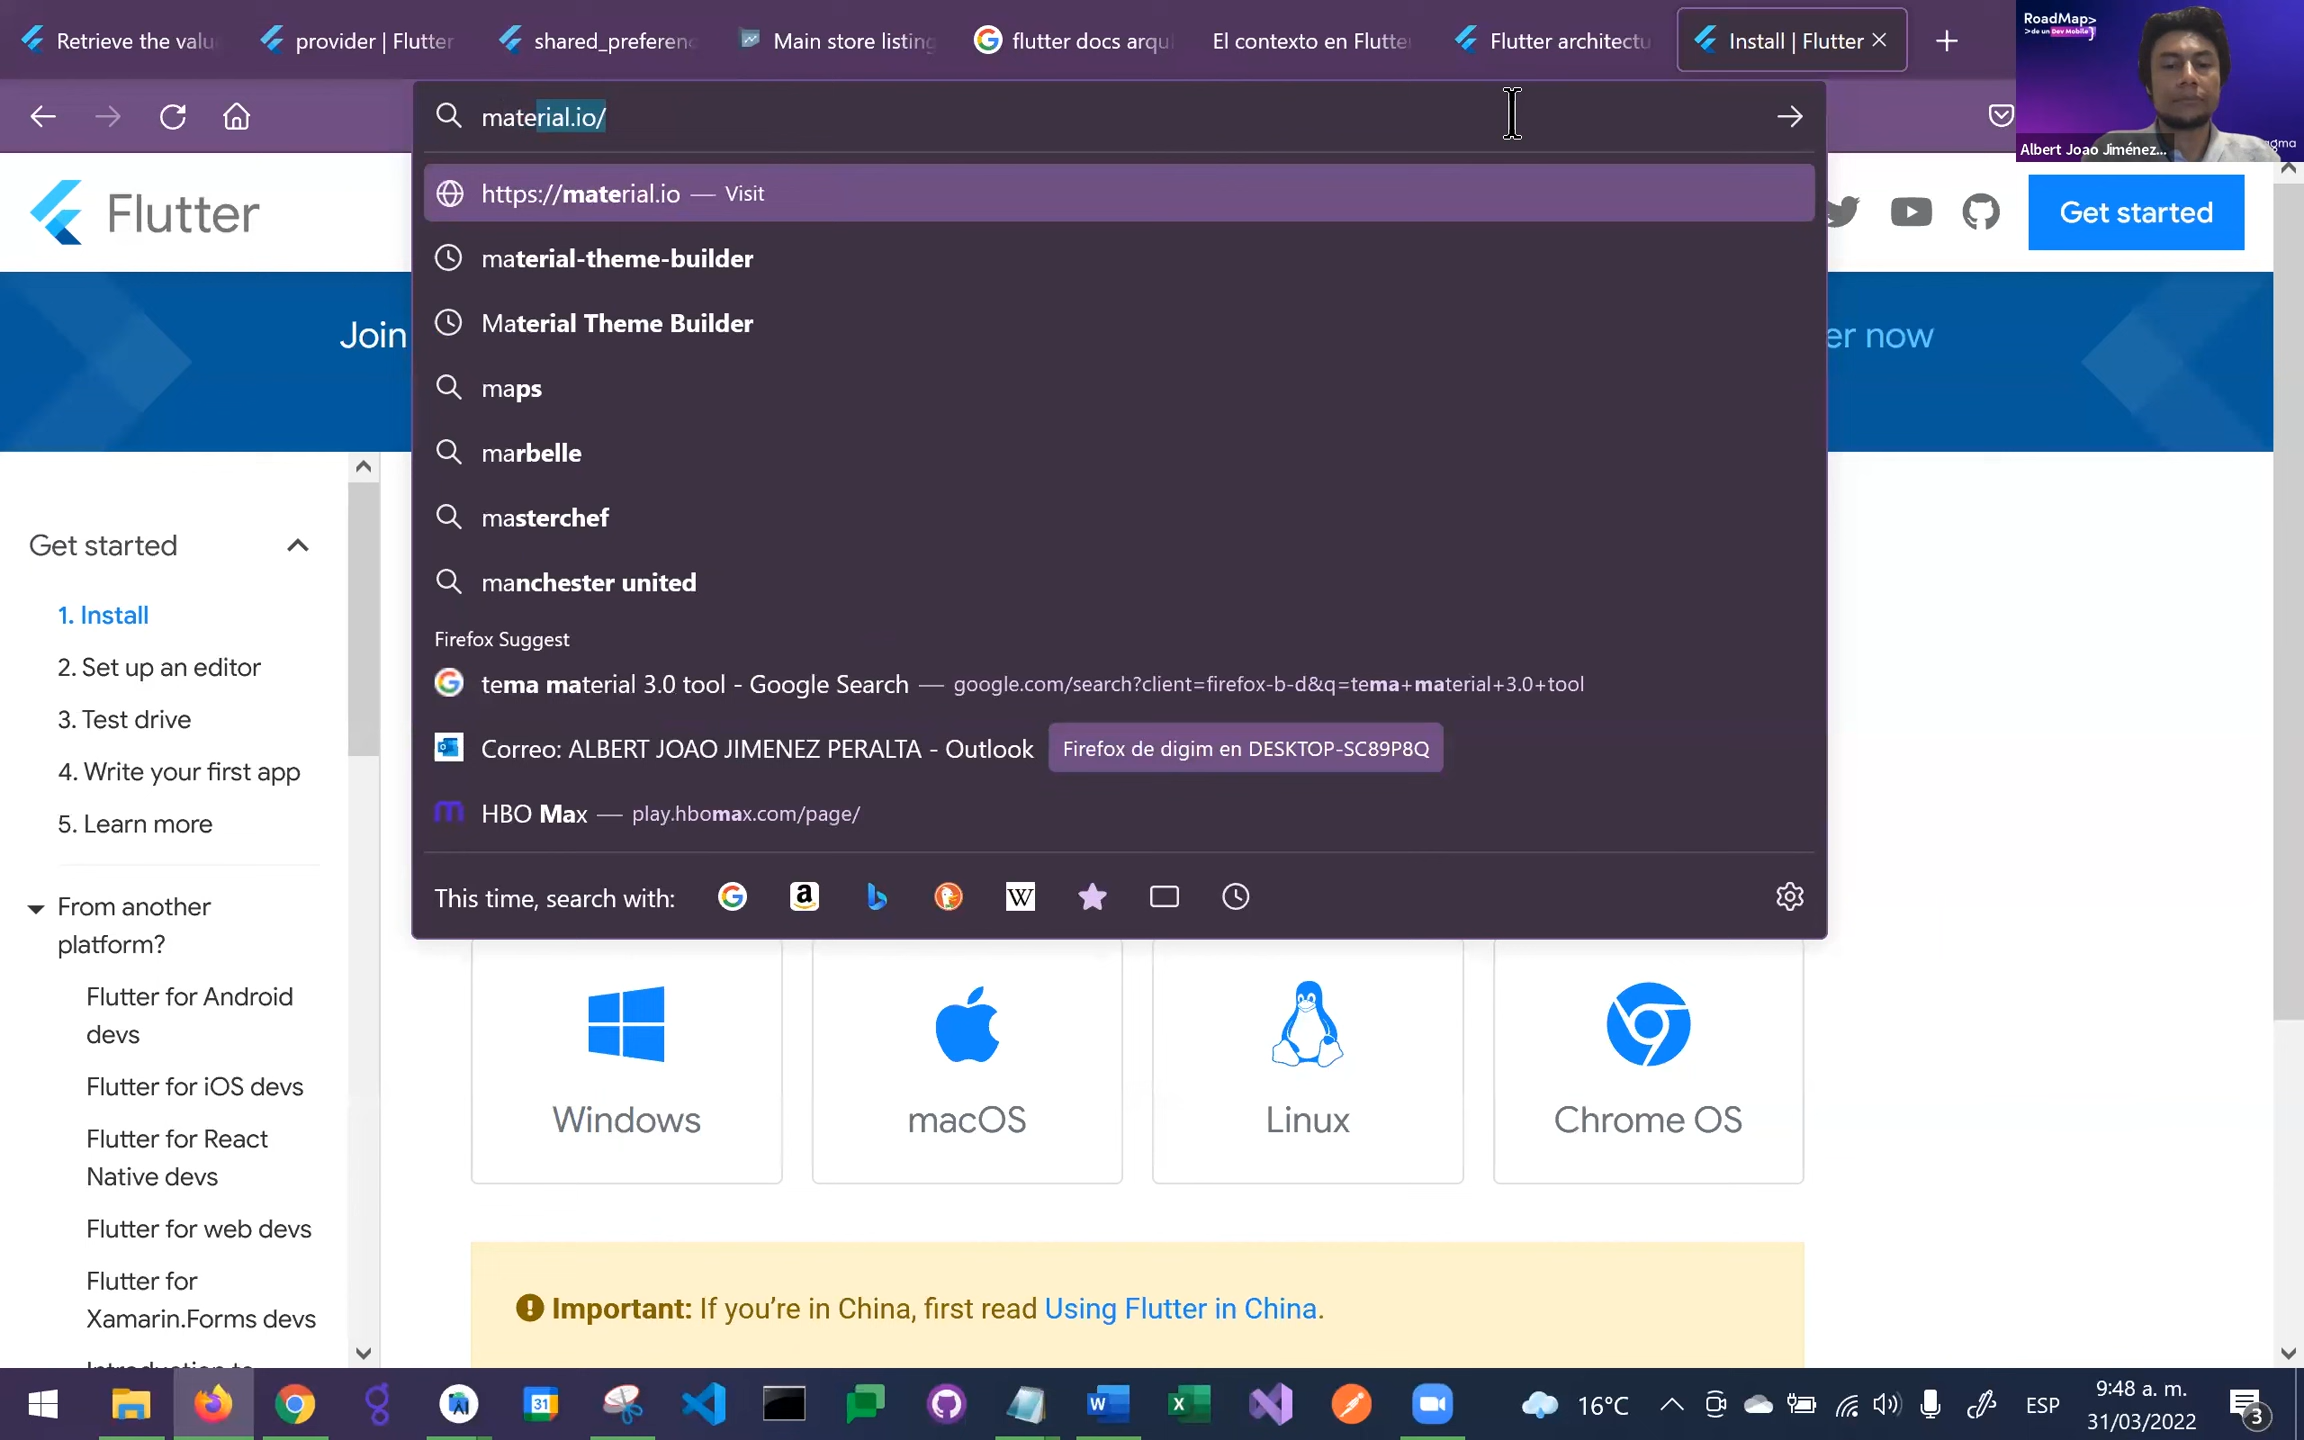 Retrieve the valu
provider | Flutter
shared_preferen
Main store listing
flutter docs arqu
El contexto en Flutte
Flutter architectu
Install | Flutter
RoadMap>
>de un Dev Mobile }
material.io/
Albert Joao Jiménez...
Flutter
https://material.io — Visit
Get started
material-theme-builder
Material Theme Builder
Join
er now
maps
marbelle
masterchef
manchester united
Firefox Suggest
tema material 3.0 tool - Google Search — google.com/search?client=firefox-b-d&q=tema+material+3.0+tool
Correo: ALBERT JOAO JIMENEZ PERALTA - Outlook Firefox de digim en DESKTOP-SC89P8Q
HBO Max — play.hbomax.com/page/
This time, search with:
Get started
1. Install
2. Set up an editor
3. Test drive
4. Write your first app
5. Learn more
From another
platform?
Flutter for Android
devs
Flutter for iOS devs
Flutter for React
Native devs
Flutter for web devs
Flutter for
Xamarin.Forms devs
Windows
macOS
Linux
Chrome OS
Important: If you're in China, first read Using Flutter in China.
31
16°C
ESP
9:48 a. m.
31/03/2022
3